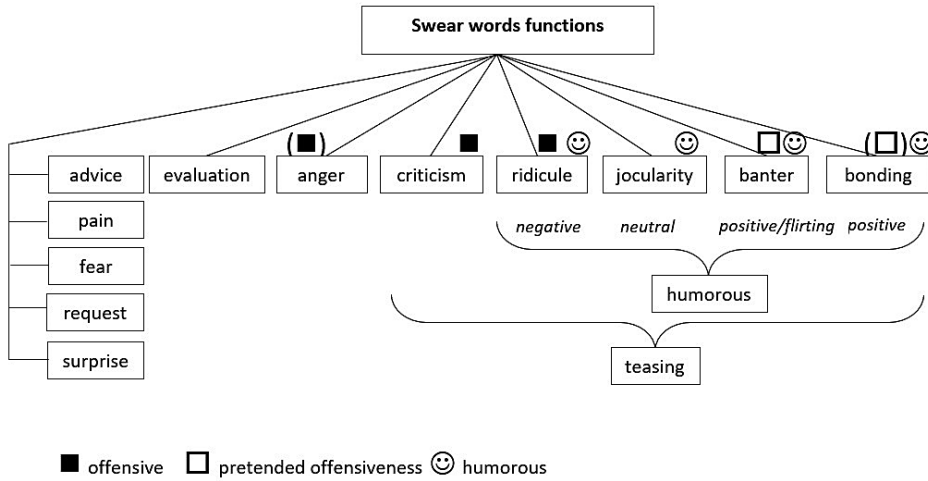 Swear words functions
( )
( )
advice
evaluation
anger
criticism
ridicule
jocularity
banter
bonding
pain
negative
neutral
positive/flirting
positive
fear
humorous
request
surprise
teasing
offensive
pretended offensiveness
humorous